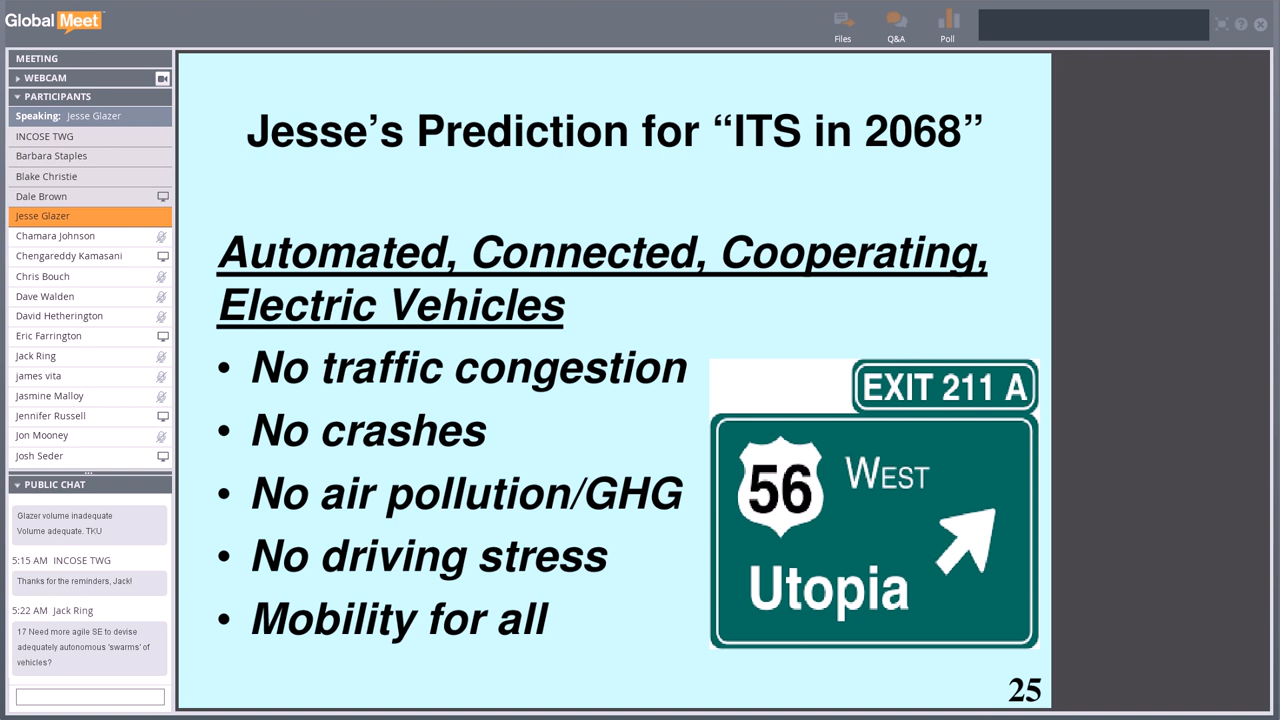 GlobalMeet
Files
Q&A
Poll
MEETING
WEBCAM
PARTICIPANTS
Speaking: Jesse Glazer
INCOSE TWG
Barbara Staples
Blake Christie
Dale Brown
Jesse Glazer
Chamara Johnson
Chengareddy Kamasani
Chris Bouch
Dave Walden
David Hetherington
Eric Farrington
Jack Ring
james vita
Jasmine Malloy
Jennifer Russell
Jon Mooney
Josh Seder
PUBLIC CHAT
Glazer volume inadequate
Volume adequate. TKU
5:15 AM INCOSE TWG
Thanks for the reminders, Jack!
5:22 AM Jack Ring
17 Need more agile SE to devise
adequately autonomous 'swarms' of
vehicles?
Jesse’s Prediction for “ITS in 2068”
Automated, Connected, Cooperating,
Electric Vehicles
• No traffic congestion
• No crashes
• No air pollution/GHG
• No driving stress
• Mobility for all
EXIT 211 A
56 WEST
Utopia
25